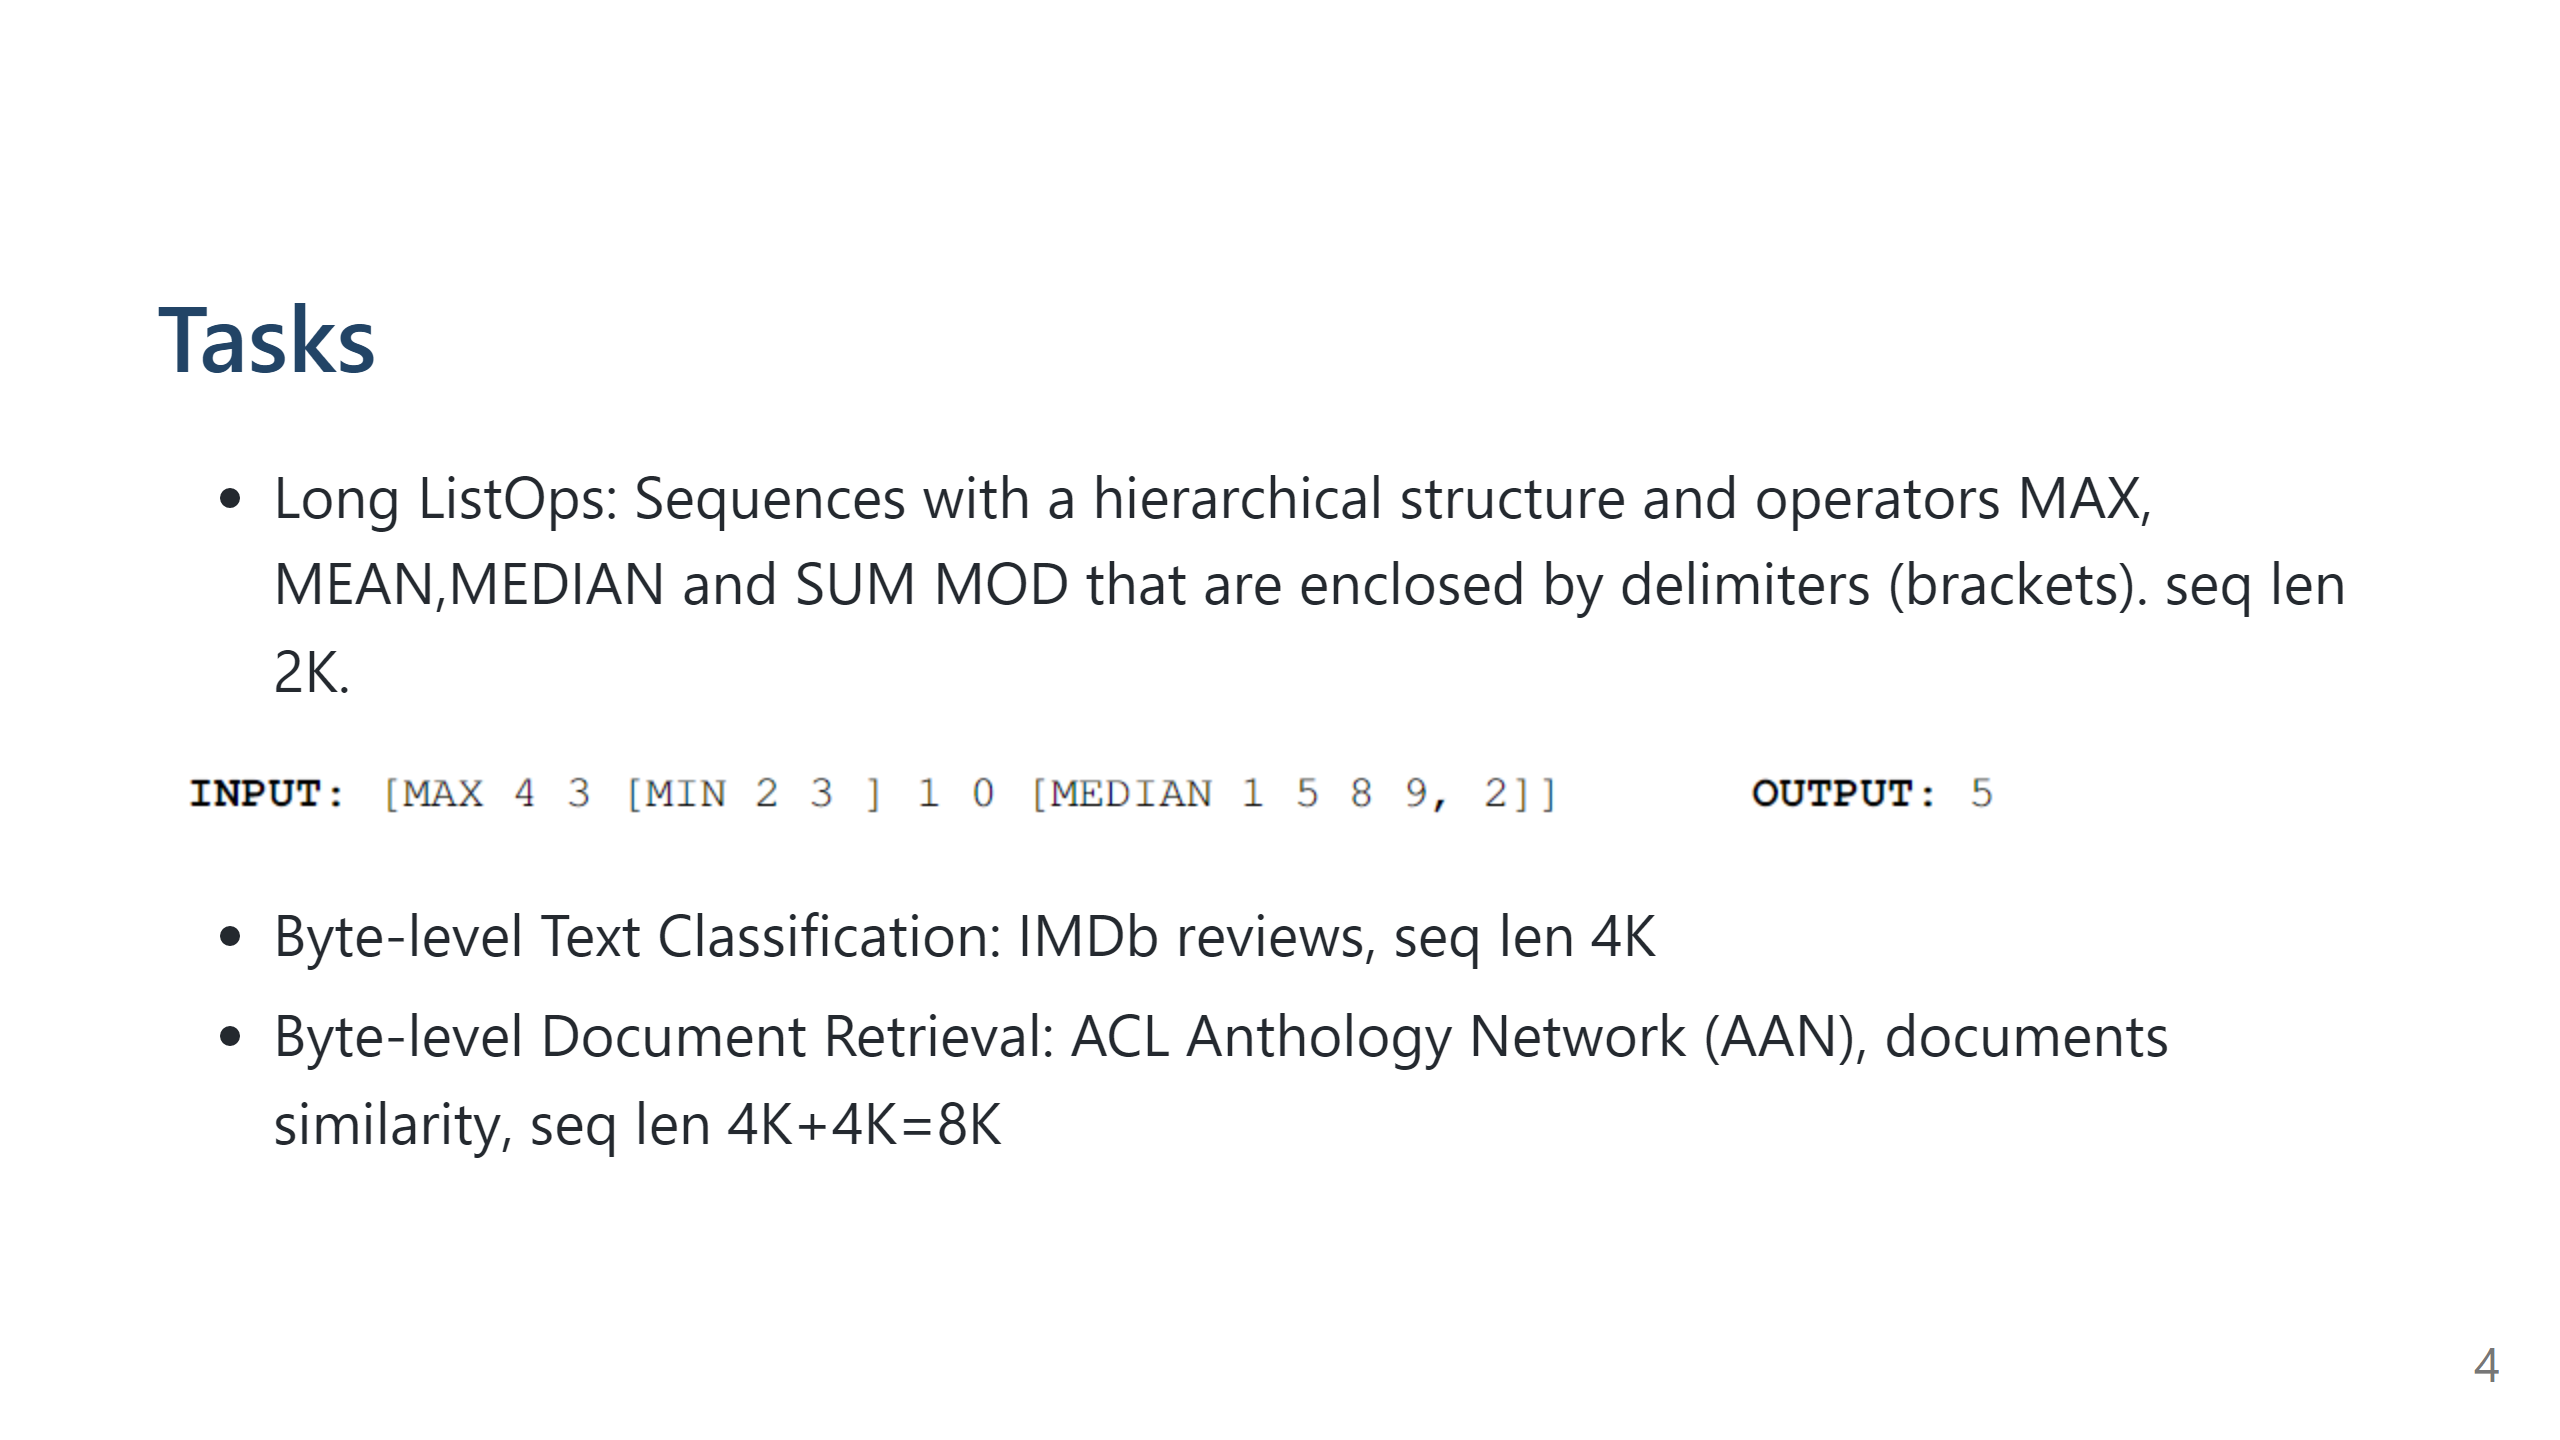 Tasks
• Long ListOps: Sequences with a hierarchical structure and operators MAX,
MEAN,MEDIAN and SUM MOD that are enclosed by delimiters (brackets). seq len
2K.
INPUT: [MAX 4 3 [MIN 2 3 ] 1 0 [MEDIAN 1 5 8 9, 2]] OUTPUT: 5
• Byte-level Text Classification: IMDb reviews, seq len 4K
• Byte-level Document Retrieval: ACL Anthology Network (AAN), documents
similarity, seq len 4K+4K=8K
4